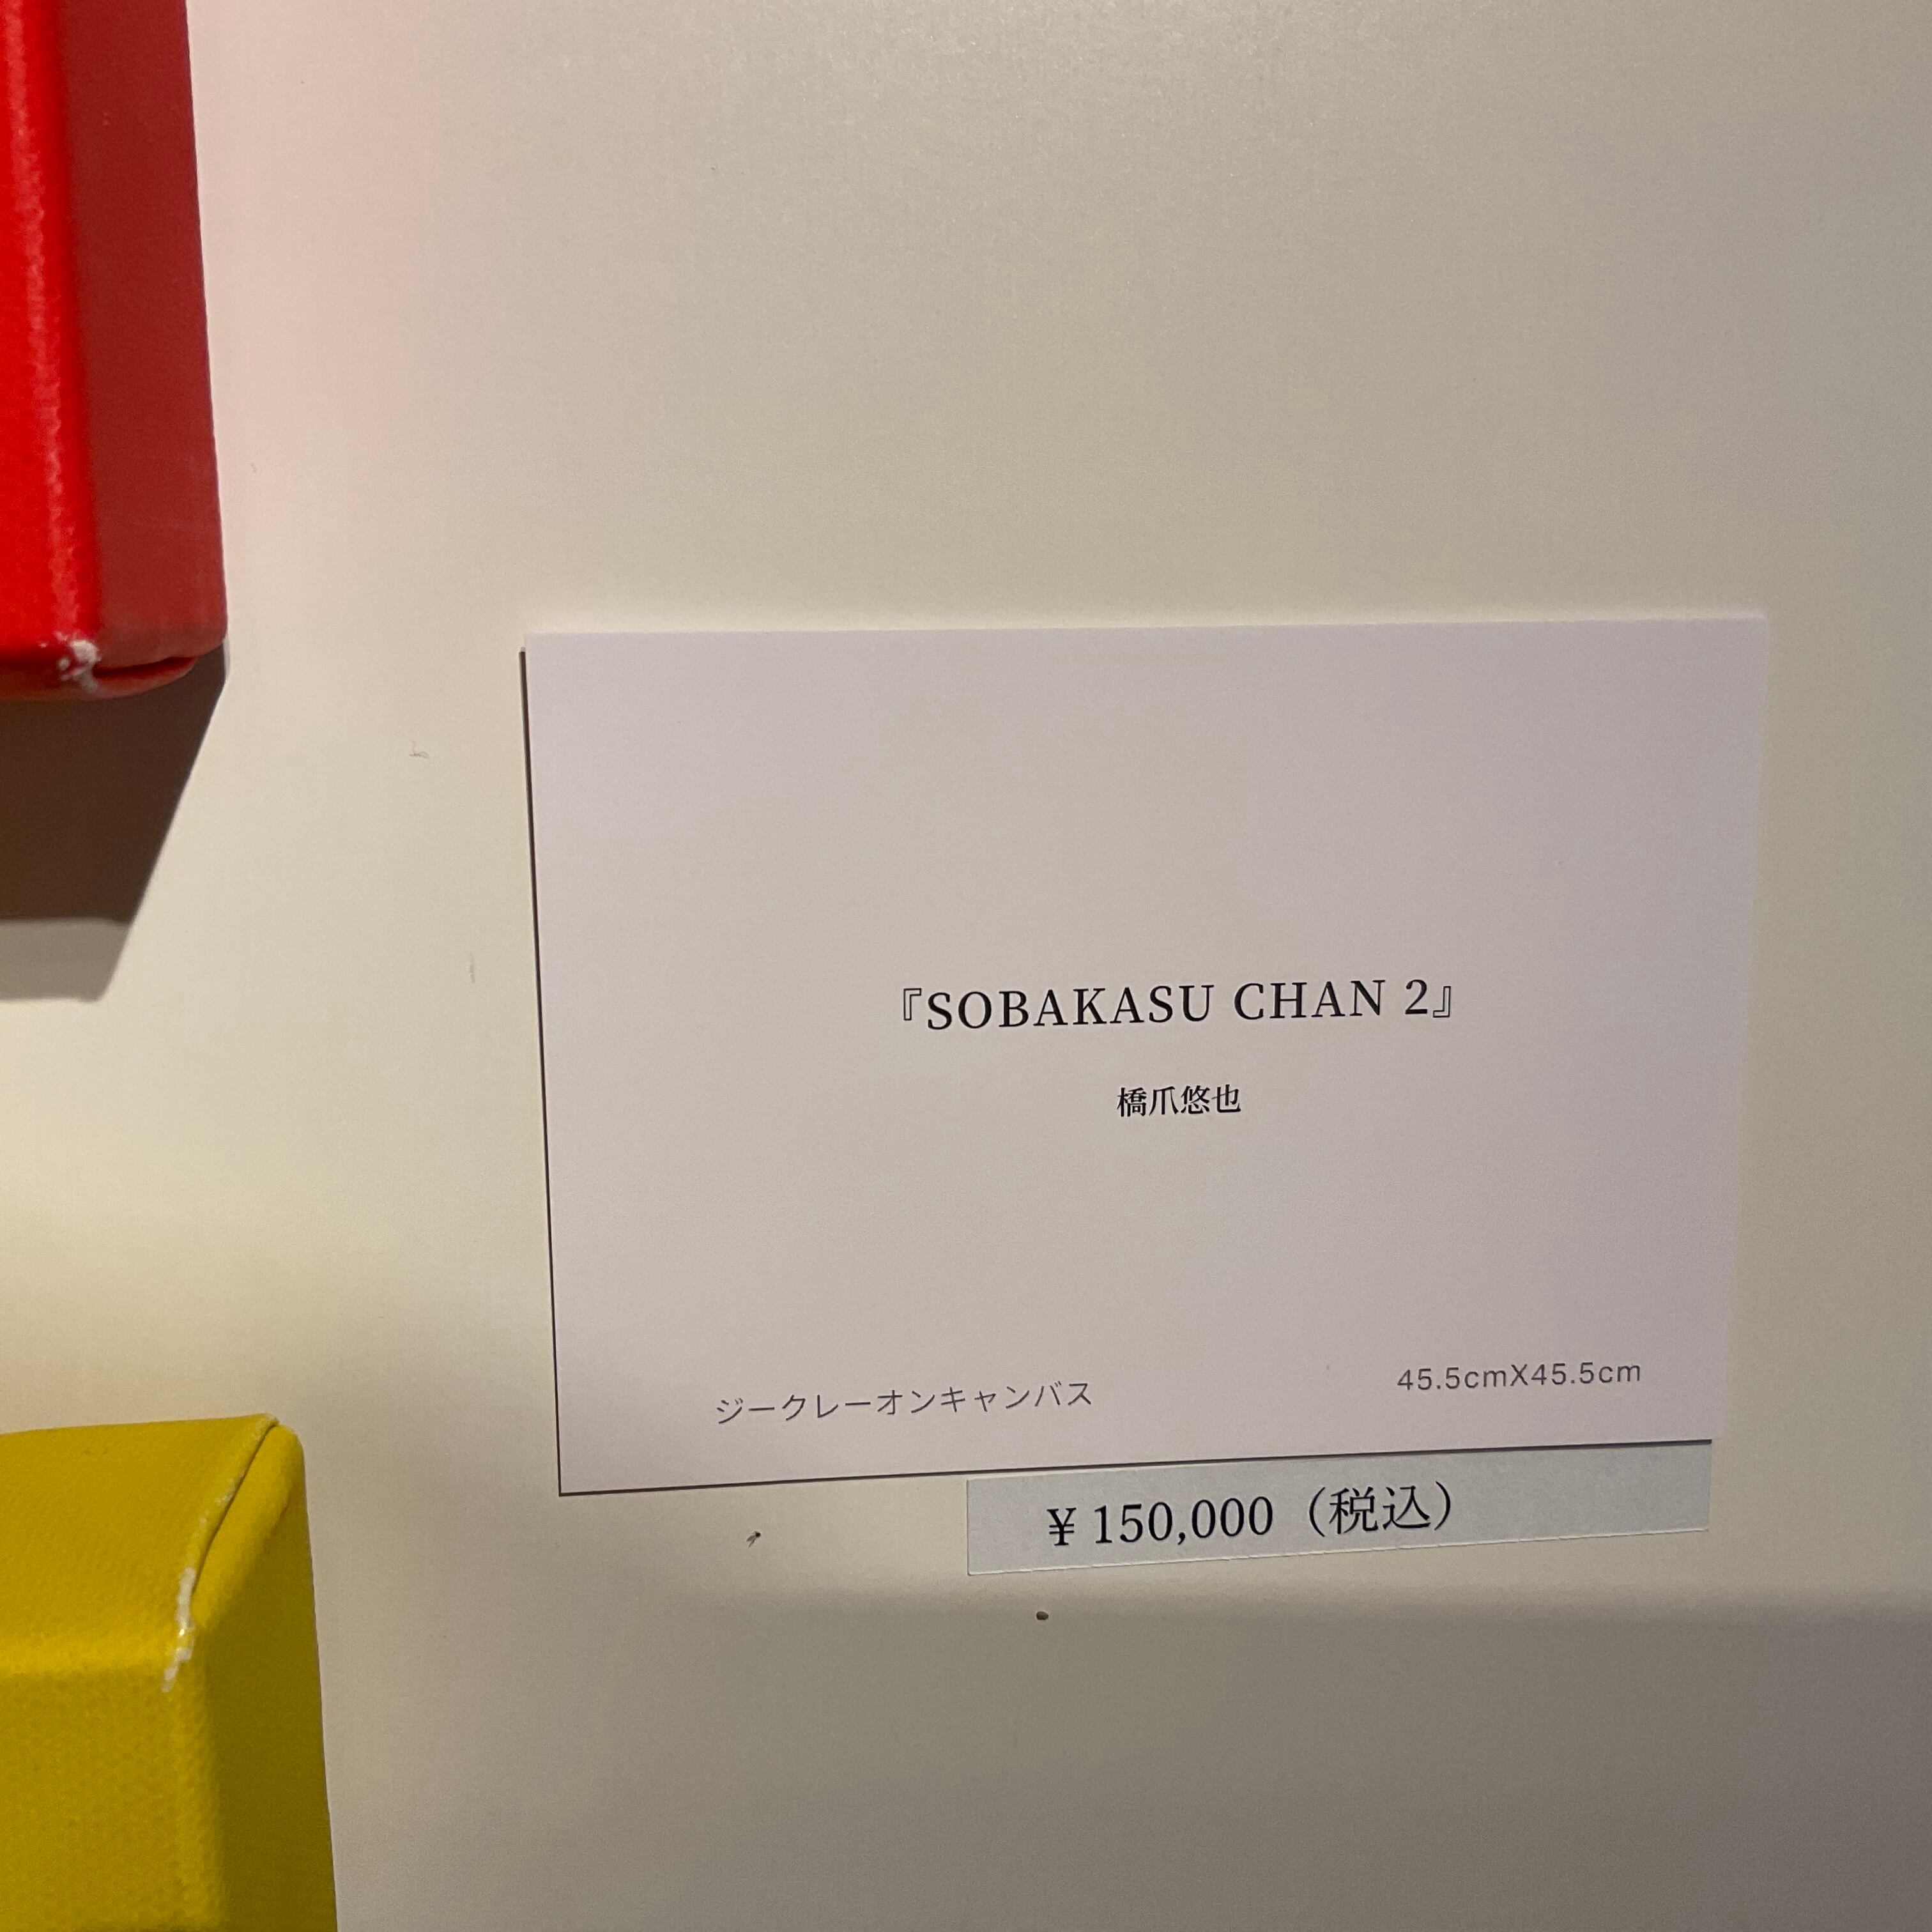 『SOBAKASU CHAN 2』
橋爪悠也
ジークレーオンキャンバス
45.5cmX45.5cm
¥ 150,000（税込）